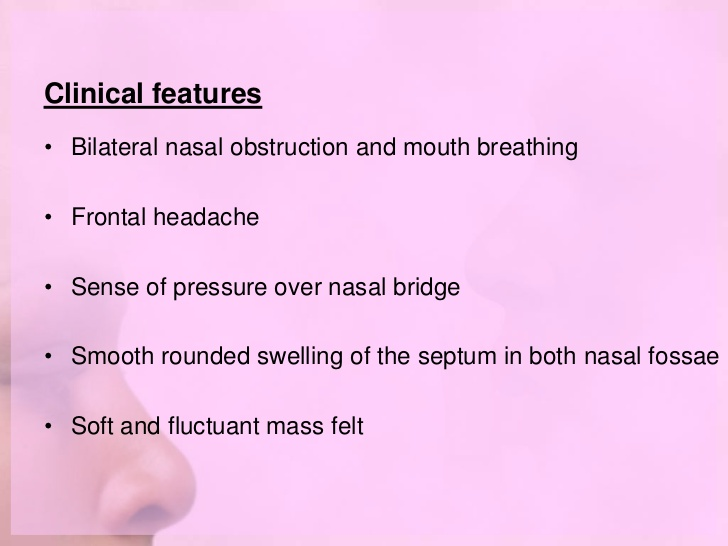 Clinical features
• Bilateral nasal obstruction and mouth breathing
• Frontal headache
• Sense of pressure over nasal bridge
• Smooth rounded swelling of the septum in both nasal fossae
• Soft and fluctuant mass felt